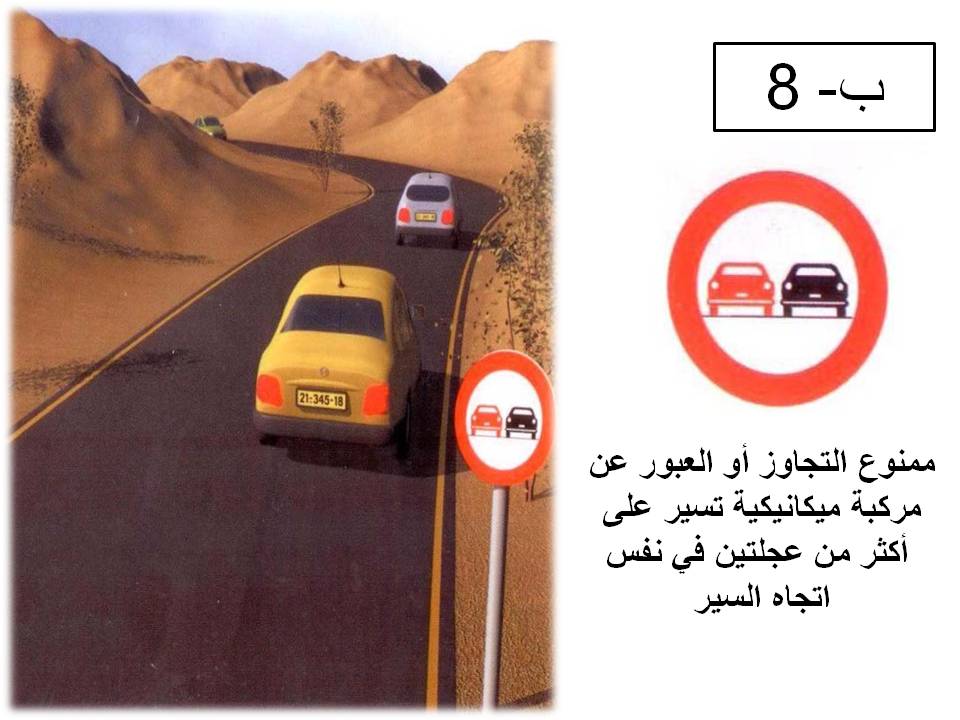 ب- 8
ممنوع التجاوز أو العبور عن
مركبة ميكانيكية تسير على
أكثر من عجلتين في نفس
اتجاه السير
21-345-18